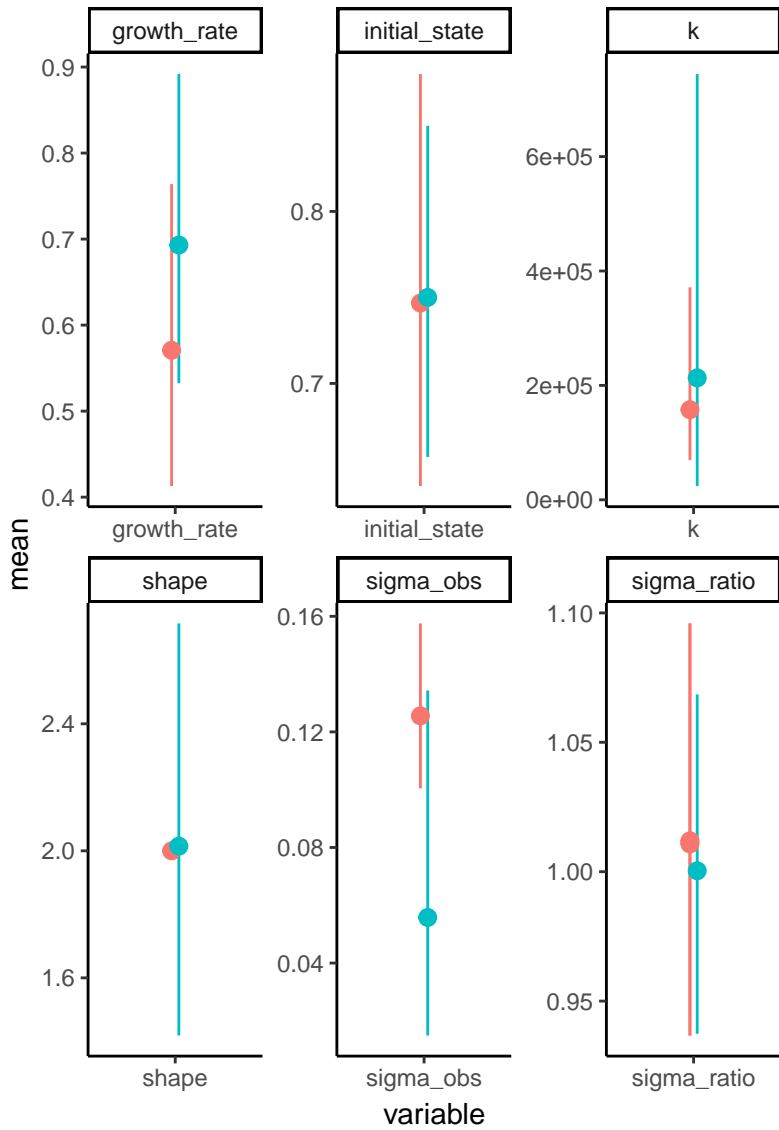 growth_rate
initial_state
k
0.9
0.8
0.7
0.6
0.5
0.4
0.8
0.7
6e+05
4e+05
2e+05
0e+00
growth_rate
initial_state
k
mean
shape
sigma_obs
sigma_ratio
2.4
2.0
1.6
0.16
0.12
0.08
0.04
1.10
1.05
1.00
0.95
shape
sigma_obs
sigma_ratio
variable